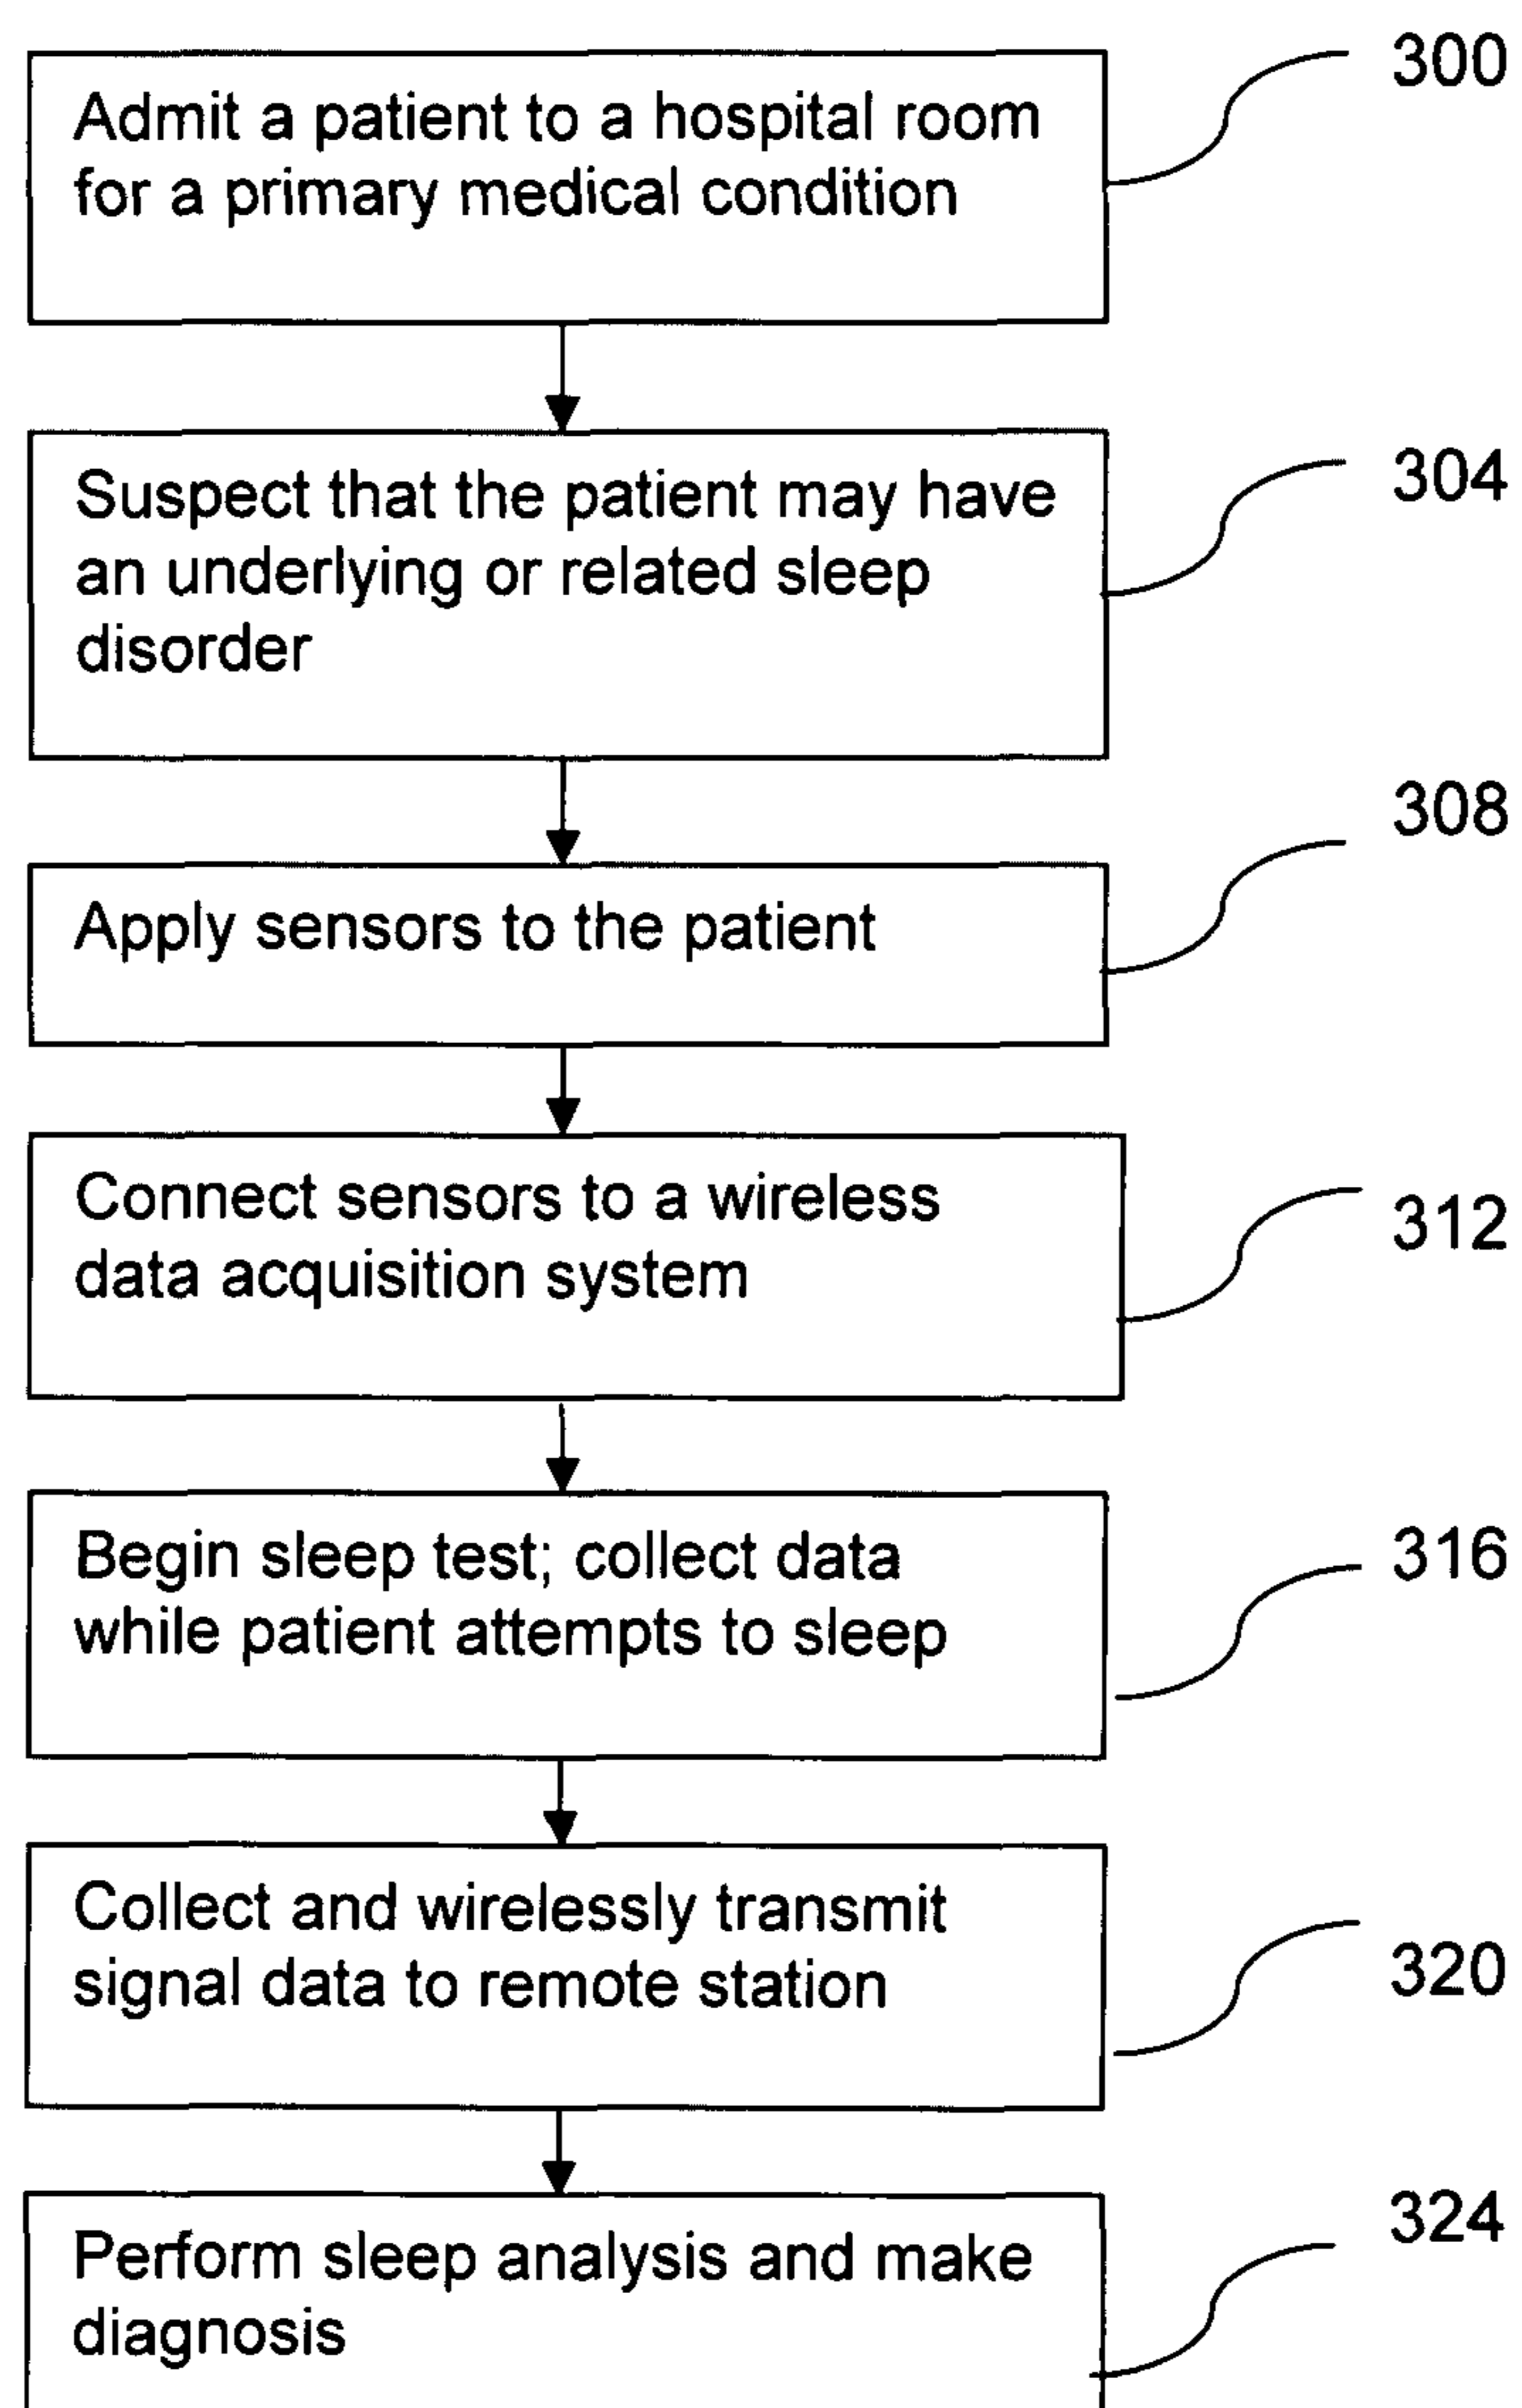 300
Admit a patient to a hospital room
for a primary medical condition
304
Suspect that the patient may have
an underlying or related sleep
disorder
308
Apply sensors to the patient
312
Connect sensors to a wireless
data acquisition system
316
Begin sleep test; collect data
while patient attempts to sleep
320
Collect and wirelessly transmit
signal data to remote station
324
Perform sleep analysis and make
diagnosis